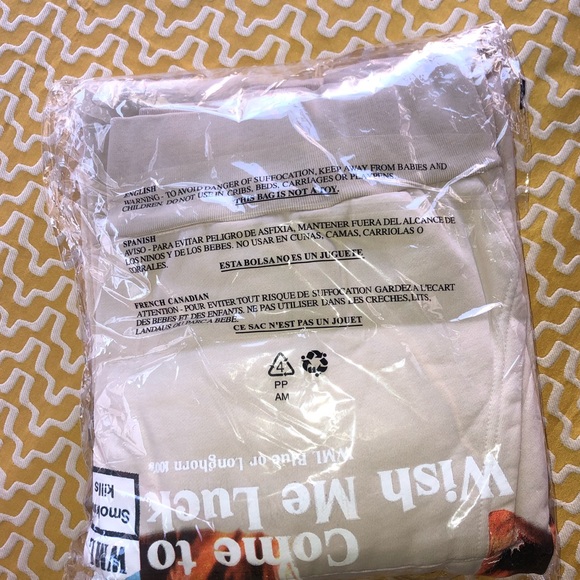 ENGLISH
WARNING - TO AVOID DANGER OF SUFFOCATION, KEEP AWAY FROM BABIES AND
CHILDREN. DO NOT USE IN CRIBS, BEDS, CARRIAGES OR PLAYPENS.
THIS BAG IS NOT A TOY.
SPANISH
AVISO - PARA EVITAR PELIGRO DE ASFIXIA, MANTENER FUERA DEL ALCANCE DE
LOS NINOS Y DE LOS BEBES. NO USAR EN CUNAS, CAMAS, CARRIOLAS O
CORRALES.
ESTA BOLSA NO ES UN JUGUETE
FRENCH CANADIAN
ATTENTION - POUR EVITER TOUT RISQUE DE SUFFOCATION GARDEZ A L'ECART
DES BEBES ET DES ENFANTS. NE PAS UTILISER DANS LES CRECHES, LITS,
LANDAUS OU PARC A BEBE.
CE SAC N'EST PAS UN JOUET
4
PP
AM
Come to
Wish Me Luck
WML Blue or Longhorn 100's
WML
kills